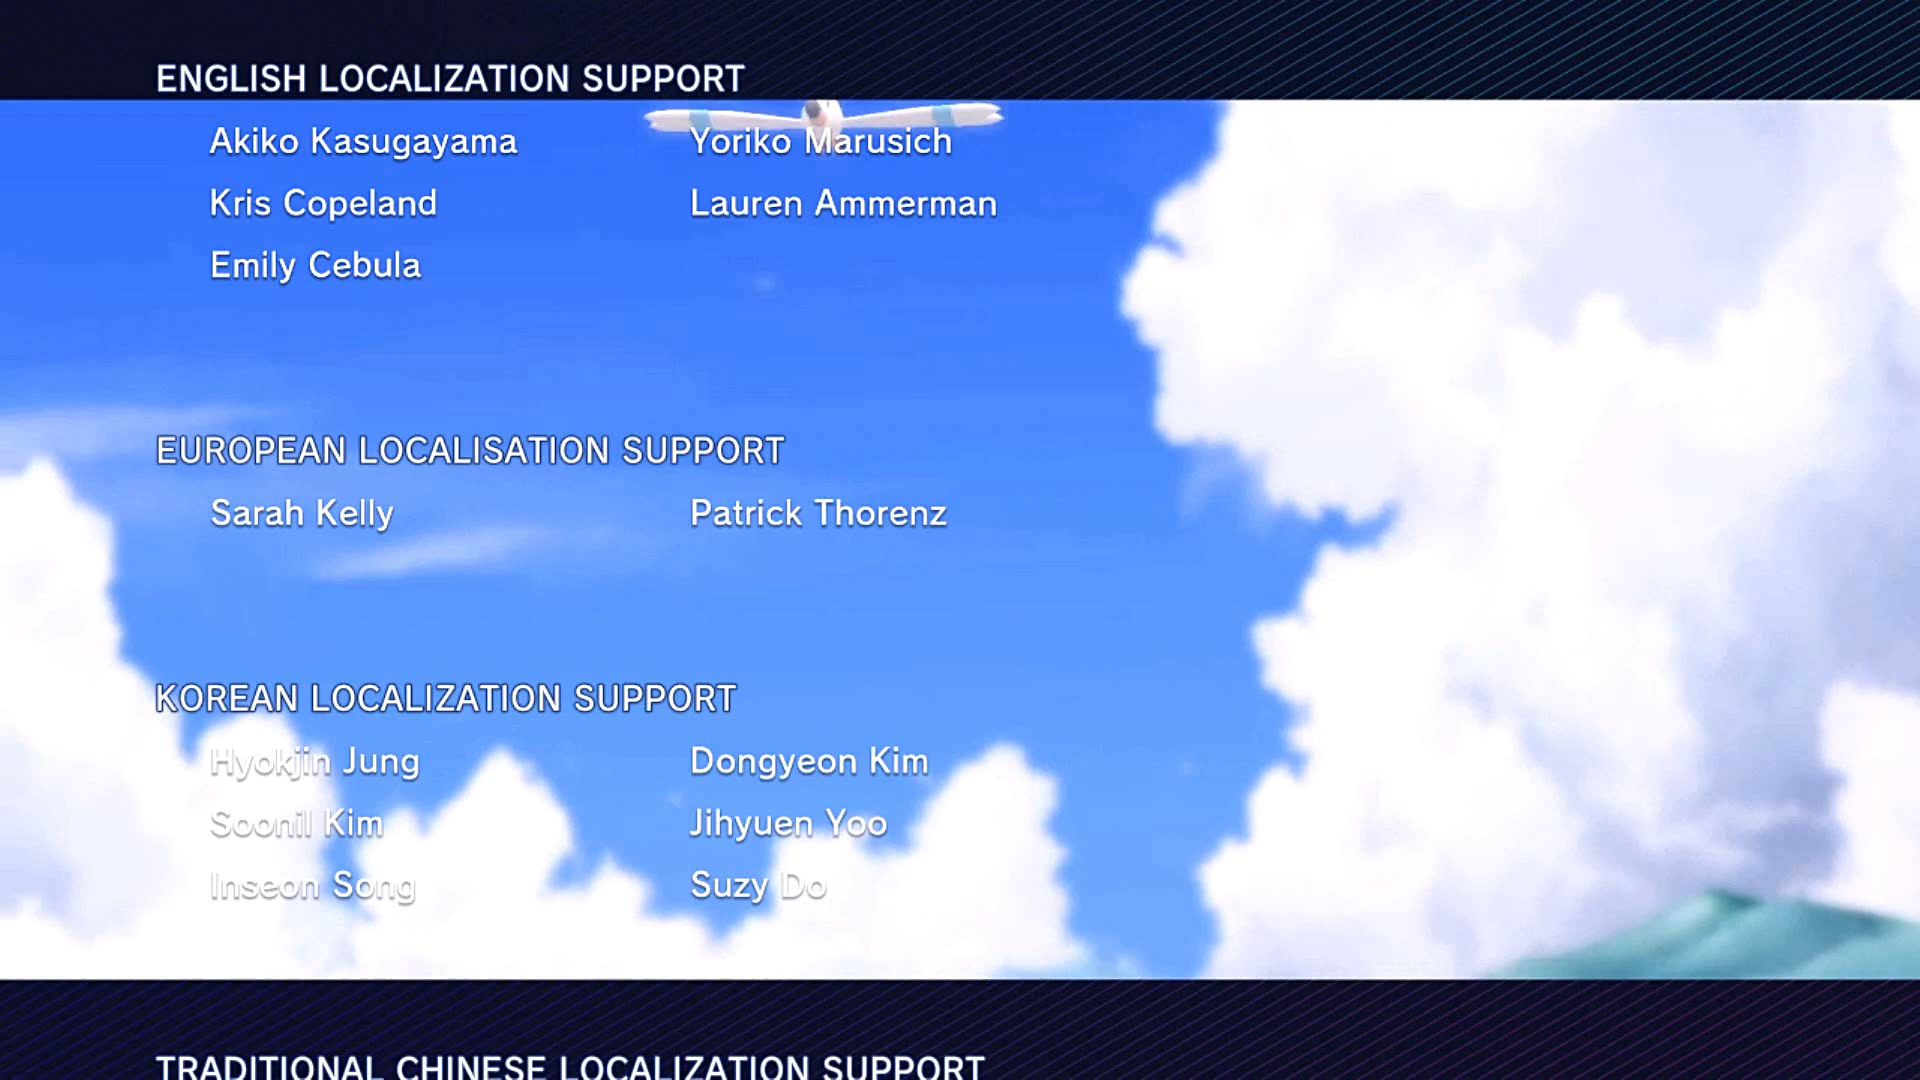 ENGLISH LOCALIZATION SUPPORT
Akiko Kasugayama Yoriko Marusich
Kris Copeland Lauren Ammerman
Emily Cebula
EUROPEAN LOCALISATION SUPPORT
Sarah Kelly Patrick Thorenz
KOREAN LOCALIZATION SUPPORT
Hyokjin Jung Dongyeon Kim
Soonil Kim Jihyuen Yoo
Inseon Song Suzy Do
TRADITIONAL CHINESE LOCALIZATION SUPPORT